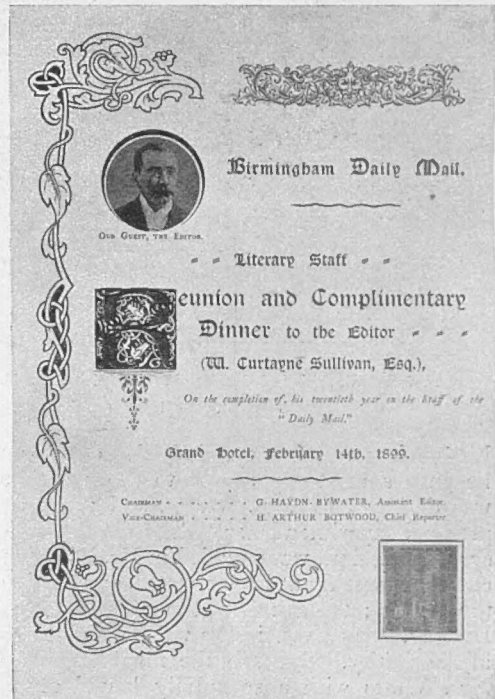 Birmingham Daily Mail.
OUR GUEST, THE EDITOR.
Literary Staff
Reunion and Complimentary
Dinner to the Editor
(W. Curtayne Sullivan, Esq.),
On the completion of his twentieth year on the Staff of the
"Daily Mail."
Grand Hotel, February 14th, 1899.
CHAIRMAN - - - - - - - G. HAYDN BYWATER, Assistant Editor.
VICE-CHAIRMAN - - - - - H. ARTHUR BOTWOOD, Chief Reporter.